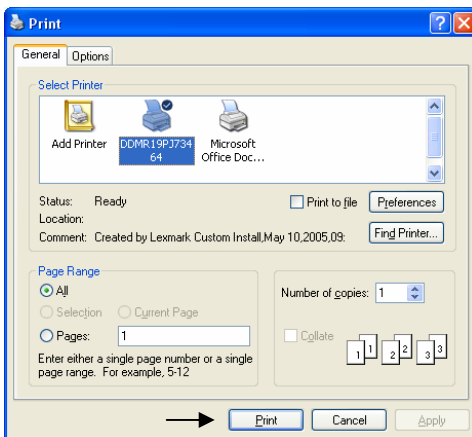 Print
General Options
Select Printer
Add Printer
DDMR19PJ734
64
Microsoft
Office Doc...
Status: Ready
Print to file
Preferences
Location:
Comment: Created by Lexmark Custom Install,May 10,2005,09:
Find Printer...
Page Range
All
Selection Current Page
Pages: 1
Enter either a single page number or a single
page range. For example, 5-12
Number of copies: 1
Collate
1 1 2 2 3 3
Print Cancel Apply